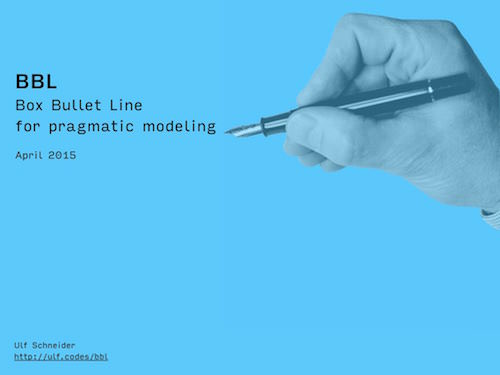 BBL
Box Bullet Line
for pragmatic modeling
April 2015
Ulf Schneider
http://ulf.codes/bbl